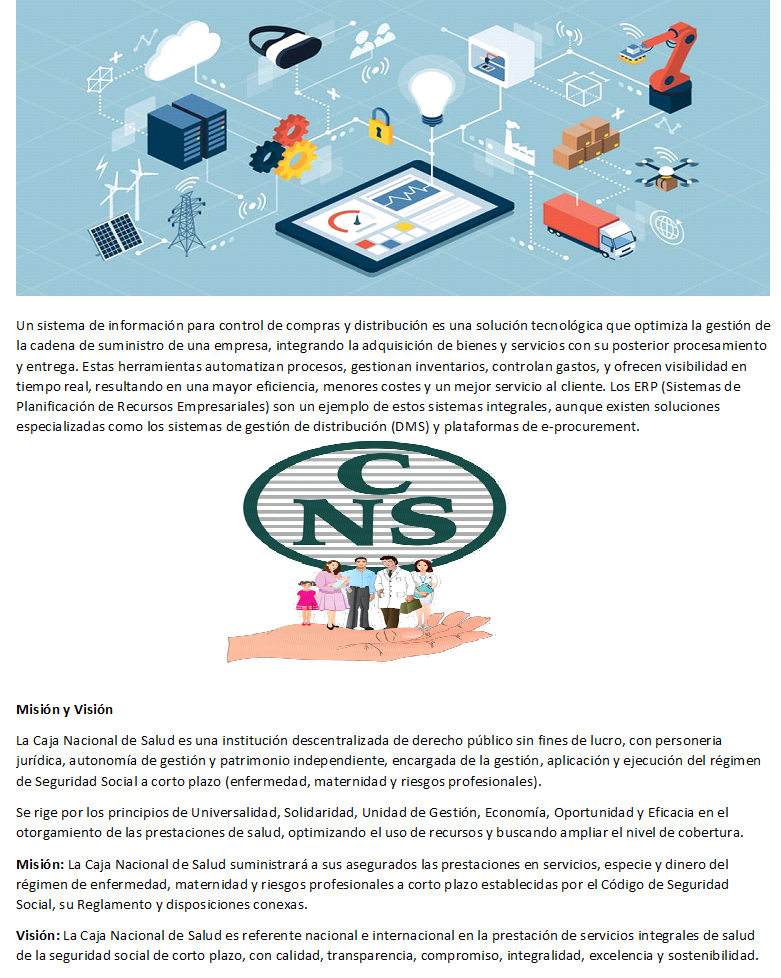 Un sistema de información para control de compras y distribución es una solución tecnológica que optimiza la gestión de
la cadena de suministro de una empresa, integrando la adquisición de bienes y servicios con su posterior procesamiento
y entrega. Estas herramientas automatizan procesos, gestionan inventarios, controlan gastos, y ofrecen visibilidad en
tiempo real, resultando en una mayor eficiencia, menores costes y un mejor servicio al cliente. Los ERP (Sistemas de
Planificación de Recursos Empresariales) son un ejemplo de estos sistemas integrales, aunque existen soluciones
especializadas como los sistemas de gestión de distribución (DMS) y plataformas de e-procurement.
C
NS
Misión y Visión
La Caja Nacional de Salud es una institución descentralizada de derecho público sin fines de lucro, con personeria
jurídica, autonomía de gestión y patrimonio independiente, encargada de la gestión, aplicación y ejecución del régimen
de Seguridad Social a corto plazo (enfermedad, maternidad y riesgos profesionales).
Se rige por los principios de Universalidad, Solidaridad, Unidad de Gestión, Economía, Oportunidad y Eficacia en el
otorgamiento de las prestaciones de salud, optimizando el uso de recursos y buscando ampliar el nivel de cobertura.
Misión: La Caja Nacional de Salud suministrará a sus asegurados las prestaciones en servicios, especie y dinero del
régimen de enfermedad, maternidad y riesgos profesionales a corto plazo establecidas por el Código de Seguridad
Social, su Reglamento y disposiciones conexas.
Visión: La Caja Nacional de Salud es referente nacional e internacional en la prestación de servicios integrales de salud
de la seguridad social de corto plazo, con calidad, transparencia, compromiso, integralidad, excelencia y sostenibilidad.